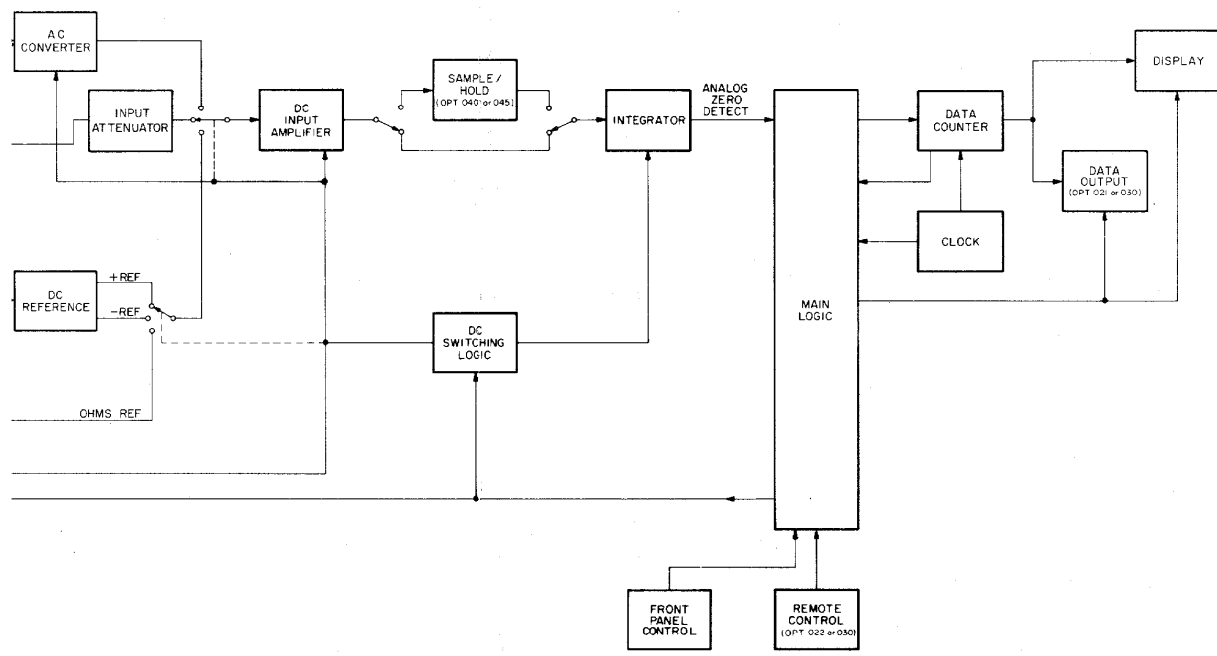 AC
CONVERTER
INPUT
ATTENUATOR
DC
INPUT
AMPLIFIER
SAMPLE /
HOLD
(OPT 040 or 045)
INTEGRATOR
ANALOG
ZERO
DETECT
DATA
COUNTER
DISPLAY
DATA
OUTPUT
(OPT 021 or 030)
CLOCK
DC
REFERENCE
+REF
-REF
OHMS REF
DC
SWITCHING
LOGIC
MAIN
LOGIC
FRONT
PANEL
CONTROL
REMOTE
CONTROL
(OPT 022 or 030)